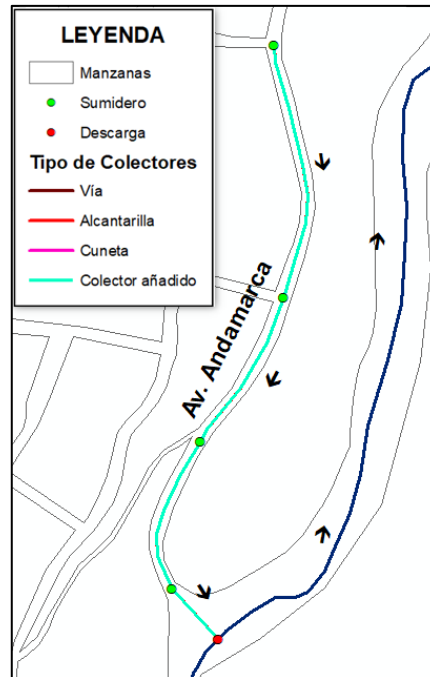 LEYENDA
Manzanas
Sumidero
Descarga
Tipo de Colectores
Vía
Alcantarilla
Cuneta
Colector añadido
Av. Andamarca